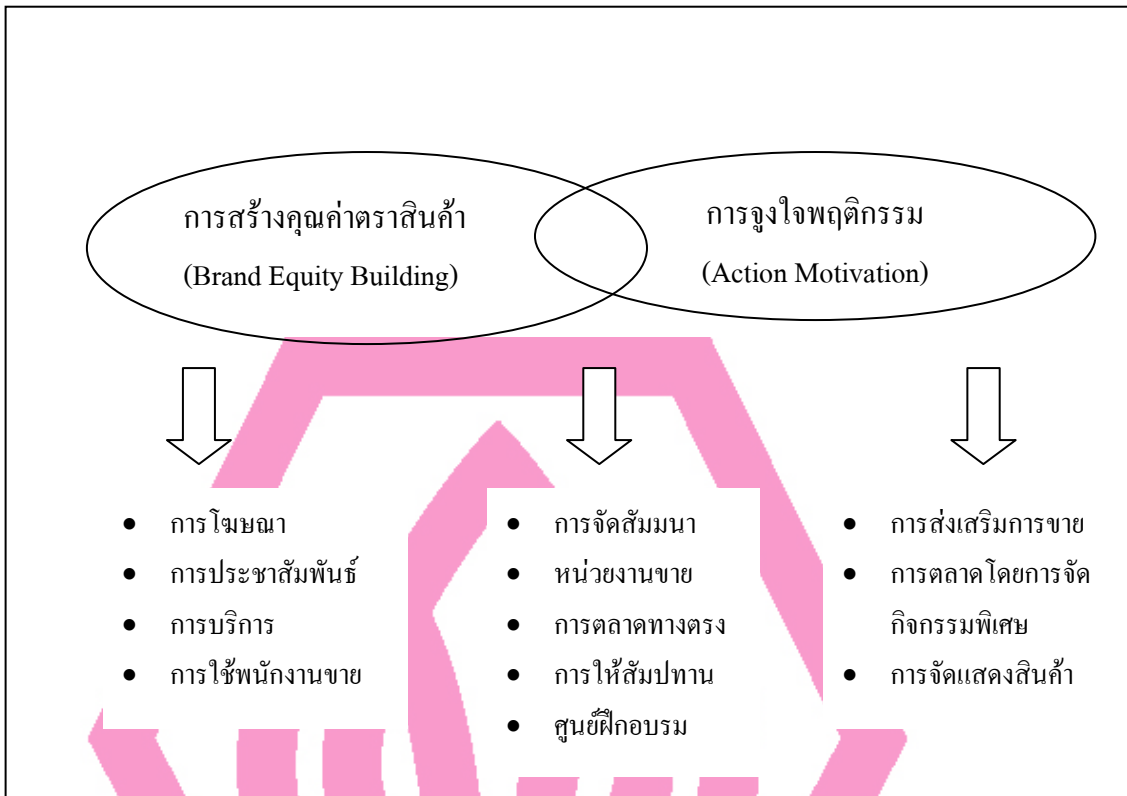 การสร้างคุณค่าตราสินค้า
(Brand Equity Building)
การจูงใจพฤติกรรม
(Action Motivation)
• การโฆษณา
• การประชาสัมพันธ์
• การบริการ
• การใช้พนักงานขาย
• การจัดสัมมนา
• หน่วยงานขาย
• การตลาดทางตรง
• การให้สัมปทาน
• ศูนย์ฝึกอบรม
• การส่งเสริมการขาย
• การตลาดโดยการจัด
กิจกรรมพิเศษ
• การจัดแสดงสินค้า